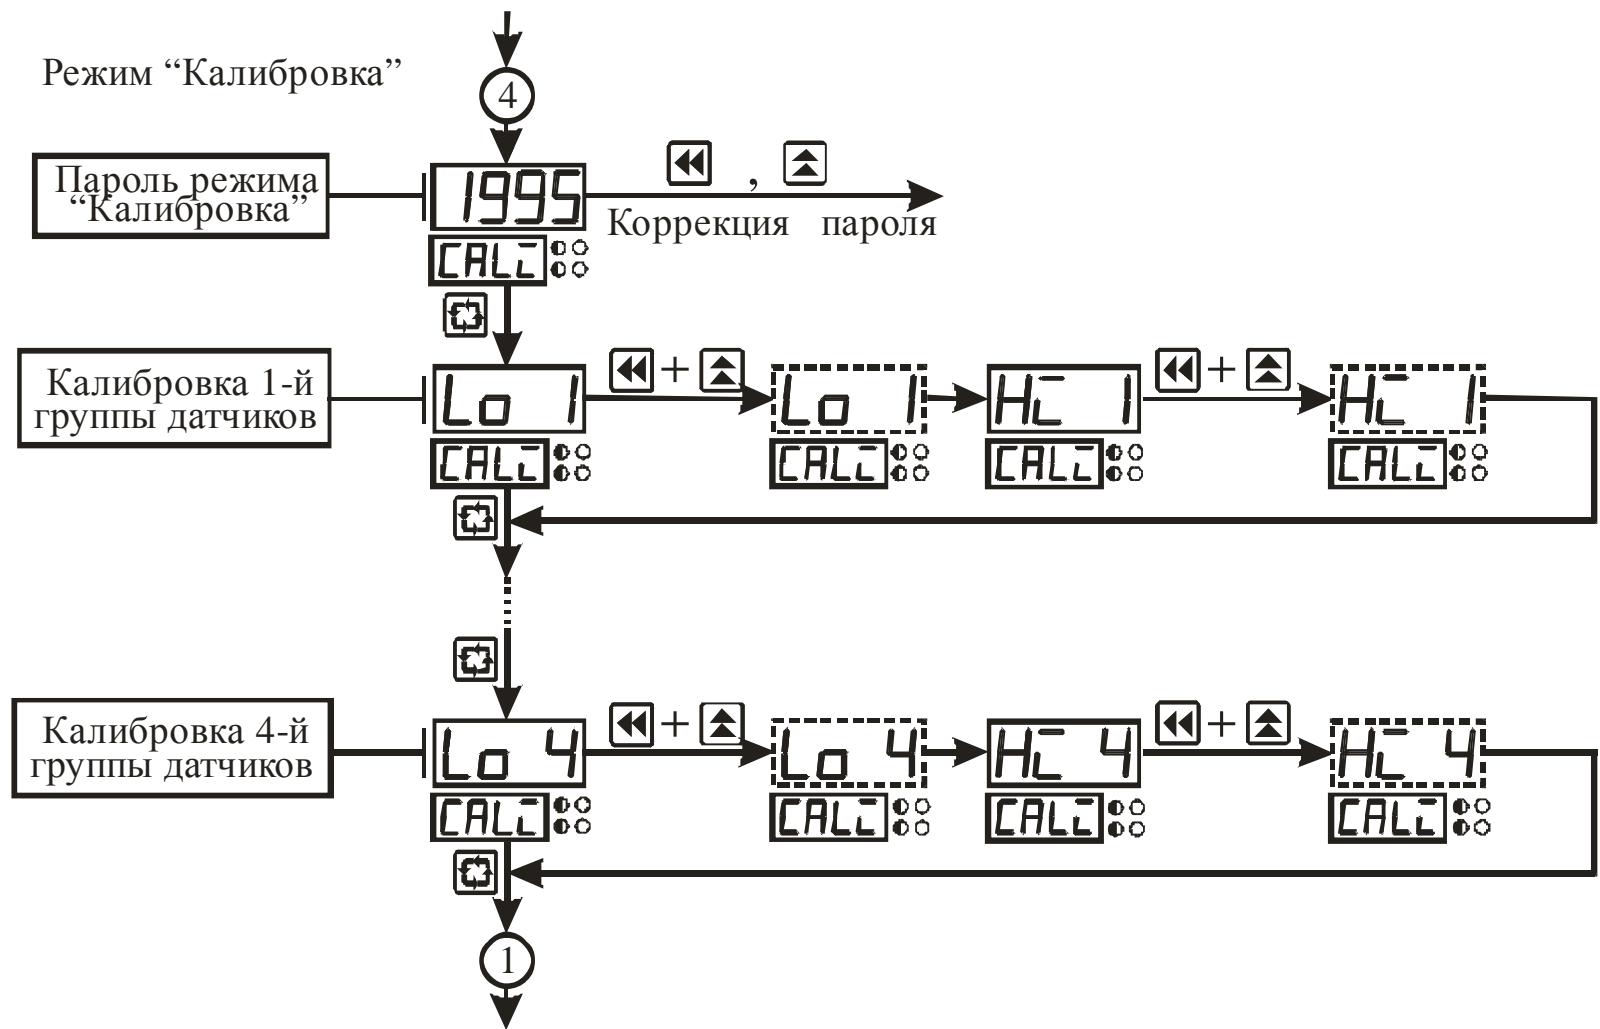 Режим “Калибровка”
4
Пароль режима
“Калибровка”
1995
,
Коррекция пароля
CALi
Калибровка 1-й
группы датчиков
Lo 1
+
Lo 1
Hi 1
+
Hi 1
CALi
CALi
CALi
CALi
Калибровка 4-й
группы датчиков
Lo 4
+
Lo 4
Hi 4
+
Hi 4
CALi
CALi
CALi
CALi
1